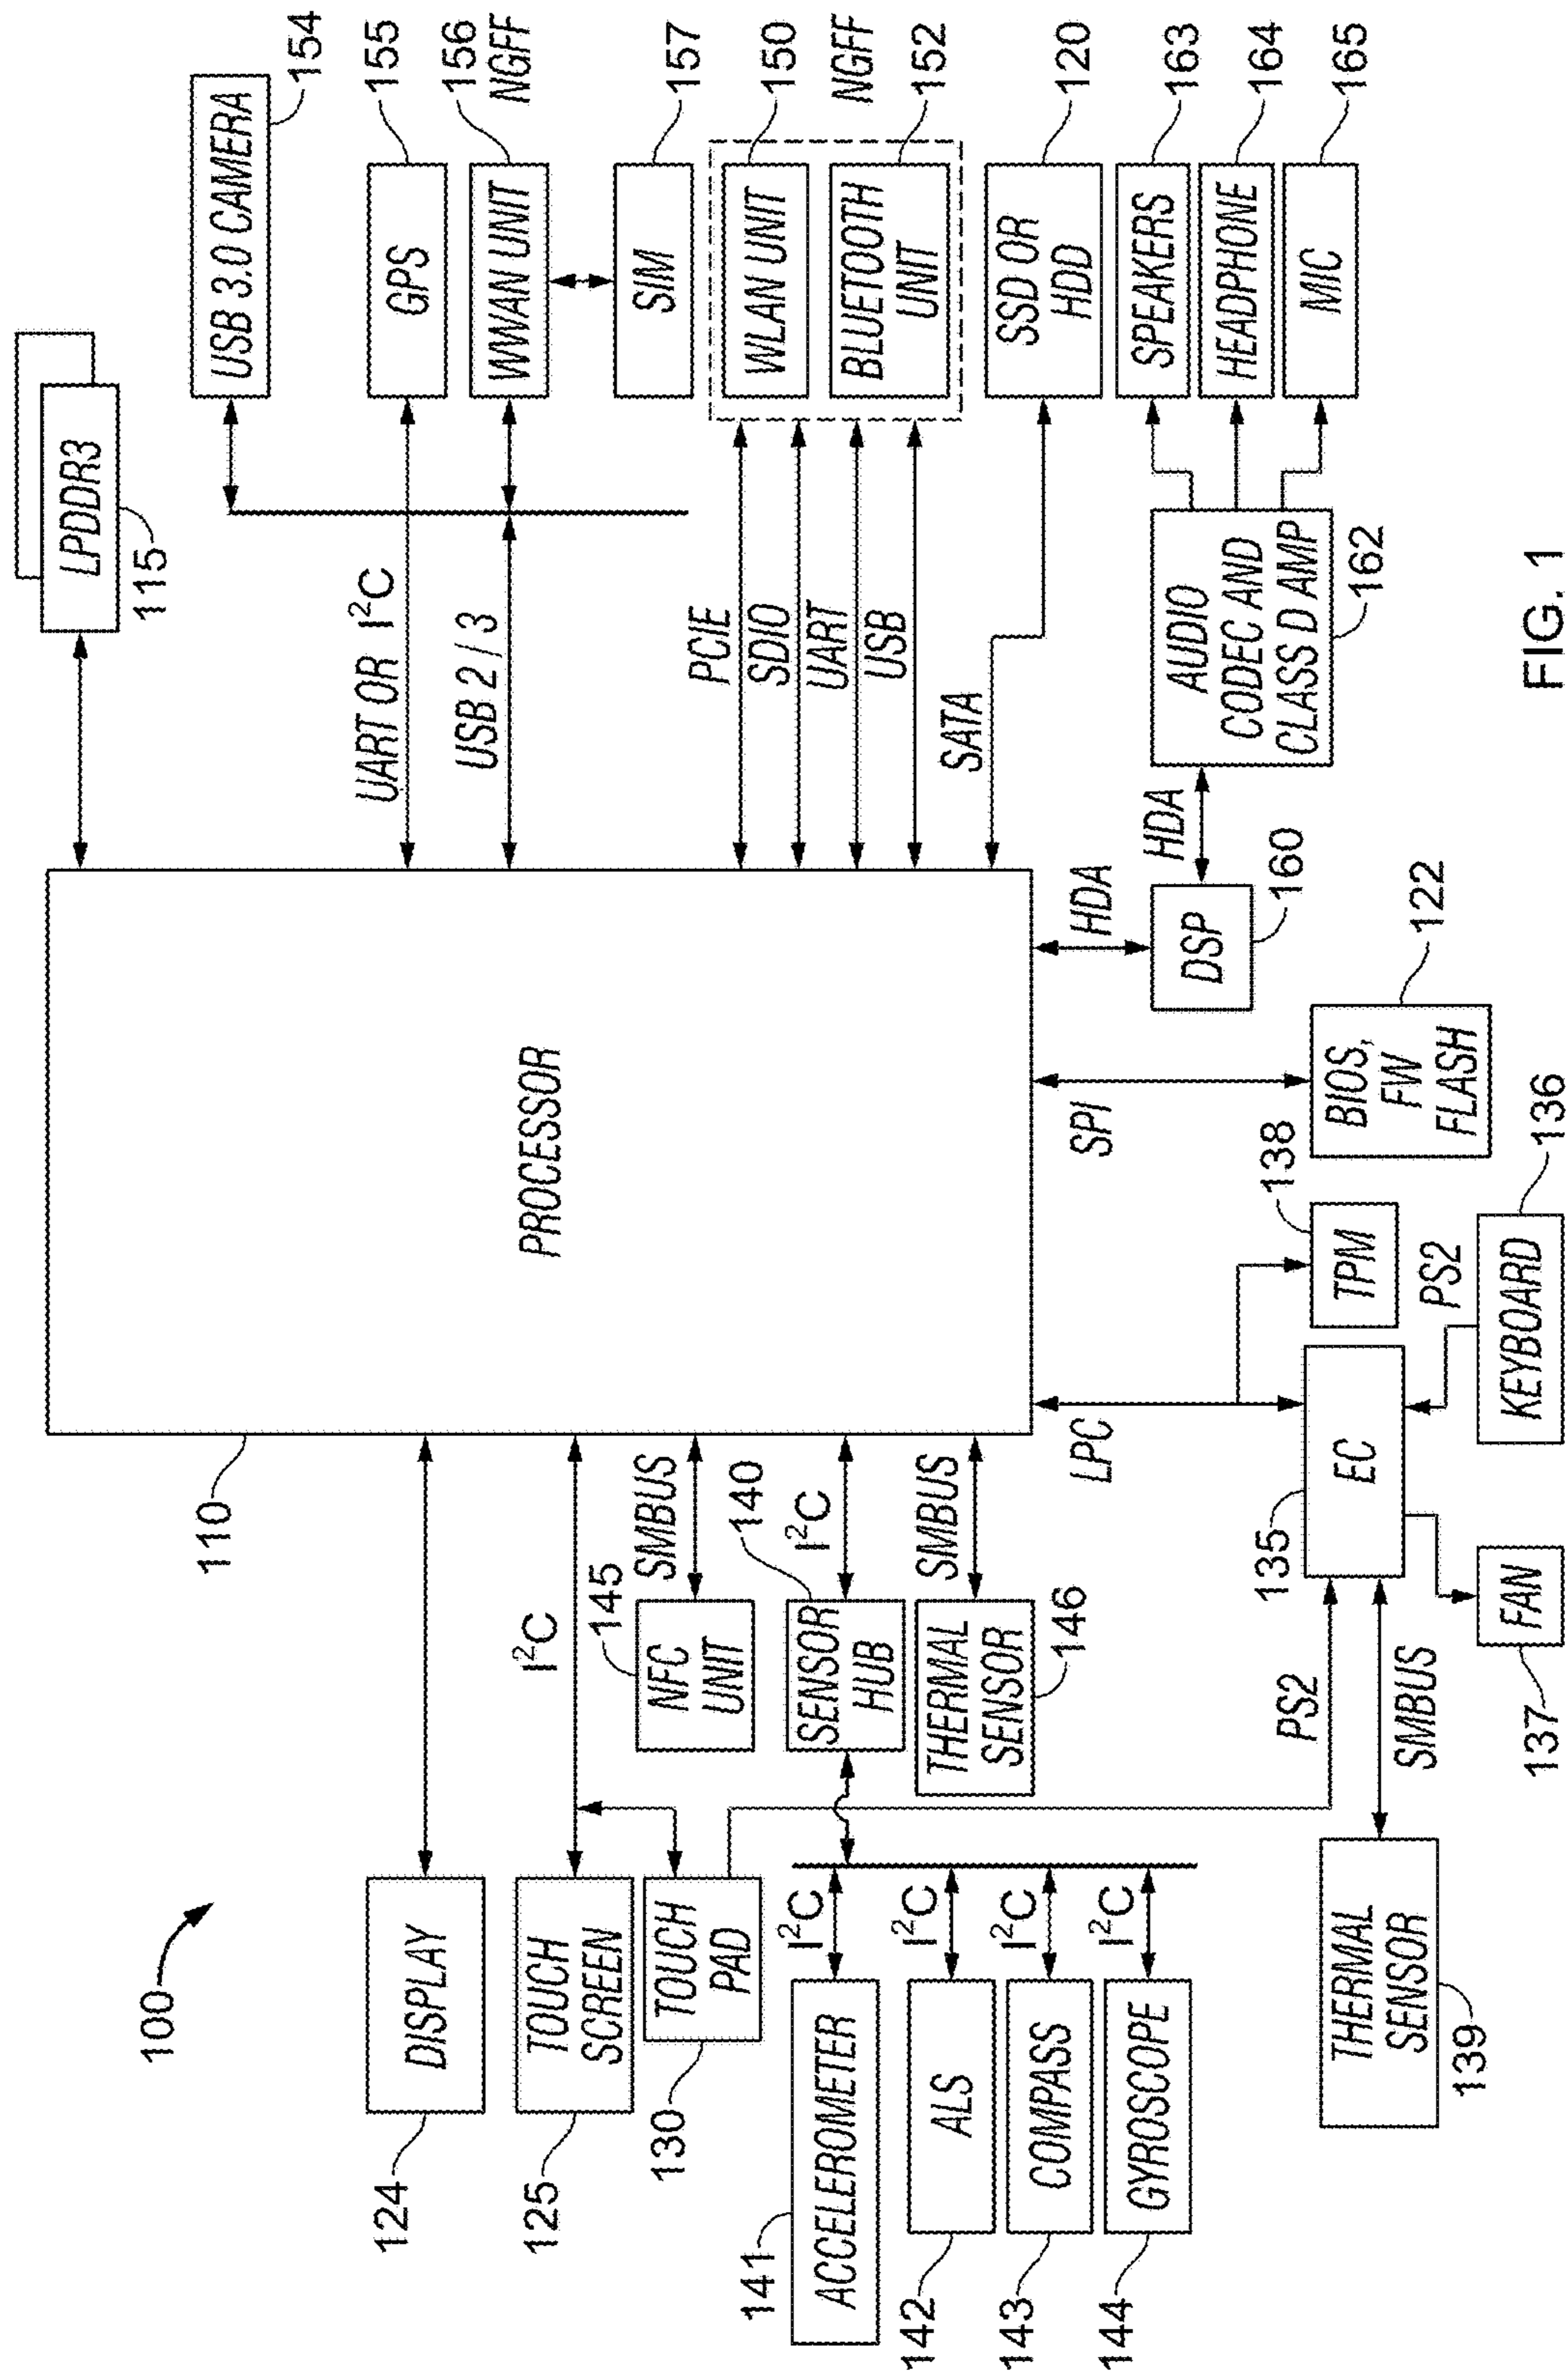 100
LPDDR3
115
USB 3.0 CAMERA
154
110
PROCESSOR
DISPLAY
124
UART OR I²C
GPS
155
USB 2 / 3
WWAN UNIT
156
NGFF
SIM
157
I²C
TOUCH
SCREEN
125
TOUCH
PAD
130
SMBUS
145
NFC
UNIT
PCIE
SDIO
UART
USB
WLAN UNIT
150
NGFF
BLUETOOTH
UNIT
152
140
I²C
SENSOR
HUB
SMBUS
THERMAL
SENSOR
146
I²C
ACCELEROMETER
141
I²C
ALS
142
I²C
COMPASS
143
I²C
GYROSCOPE
144
SATA
SSD OR
HDD
120
HDA
DSP
160
HDA
AUDIO
CODEC AND
CLASS D AMP
162
SPEAKERS
163
HEADPHONE
164
MIC
165
SPI
BIOS,
FW
FLASH
122
LPC
TPM
138
135
EC
PS2
KEYBOARD
136
PS2
SMBUS
THERMAL
SENSOR
139
FAN
137
FIG. 1